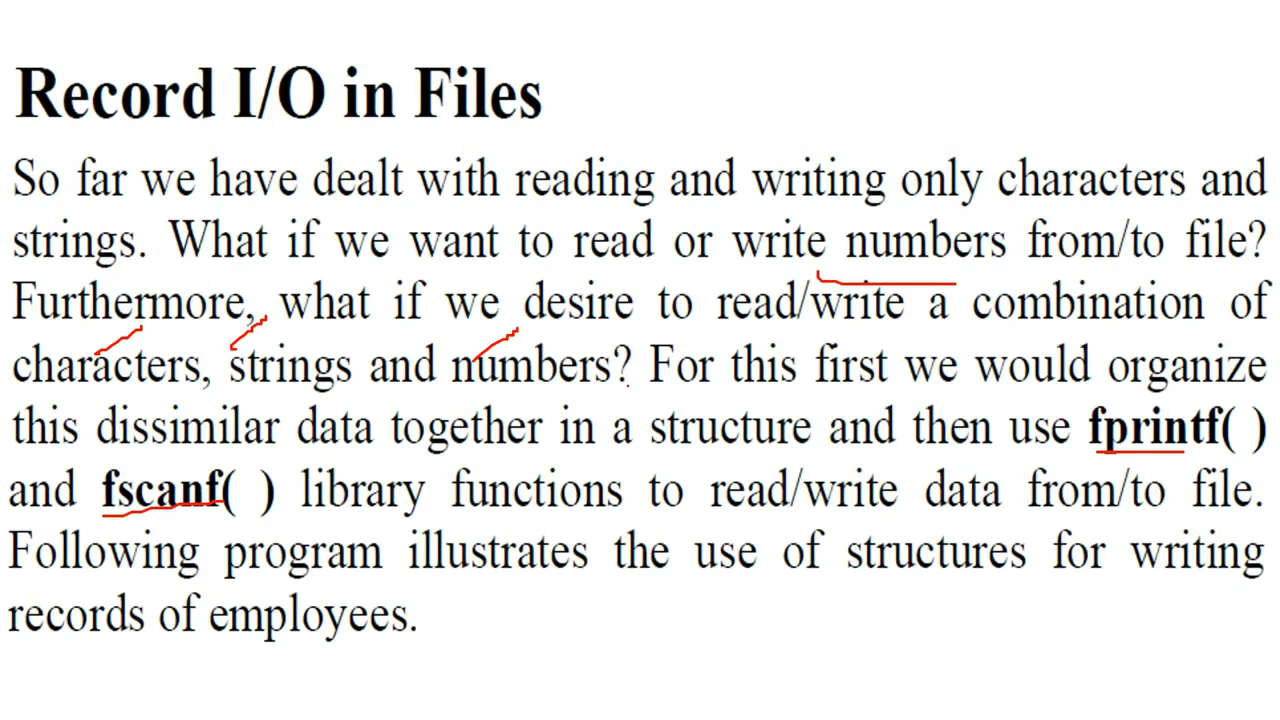 Record I/O in Files
So far we have dealt with reading and writing only characters and
strings. What if we want to read or write numbers from/to file?
Furthermore, what if we desire to read/write a combination of
characters, strings and numbers? For this first we would organize
this dissimilar data together in a structure and then use fprintf( )
and fscanf( ) library functions to read/write data from/to file.
Following program illustrates the use of structures for writing
records of employees.